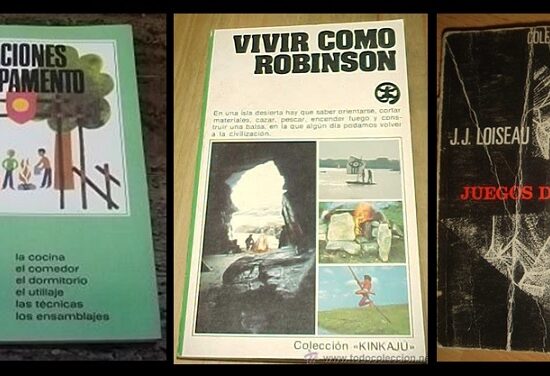 CIONES
PAMENTO
la cocina
el comedor
el dormitorio
el utillaje
las técnicas
los ensamblajes
VIVIR COMO
ROBINSON
En una isla desierta hay que saber orientarse, cortar
materiales, cazar, pescar, encender fuego y cons-
truir una balsa, en la que algún día podamos volver
a la civilización.
Colección «KINKAJÚ»
www.todocoleccion.net
COLE
J.J. LOISEAU
JUEGOS D